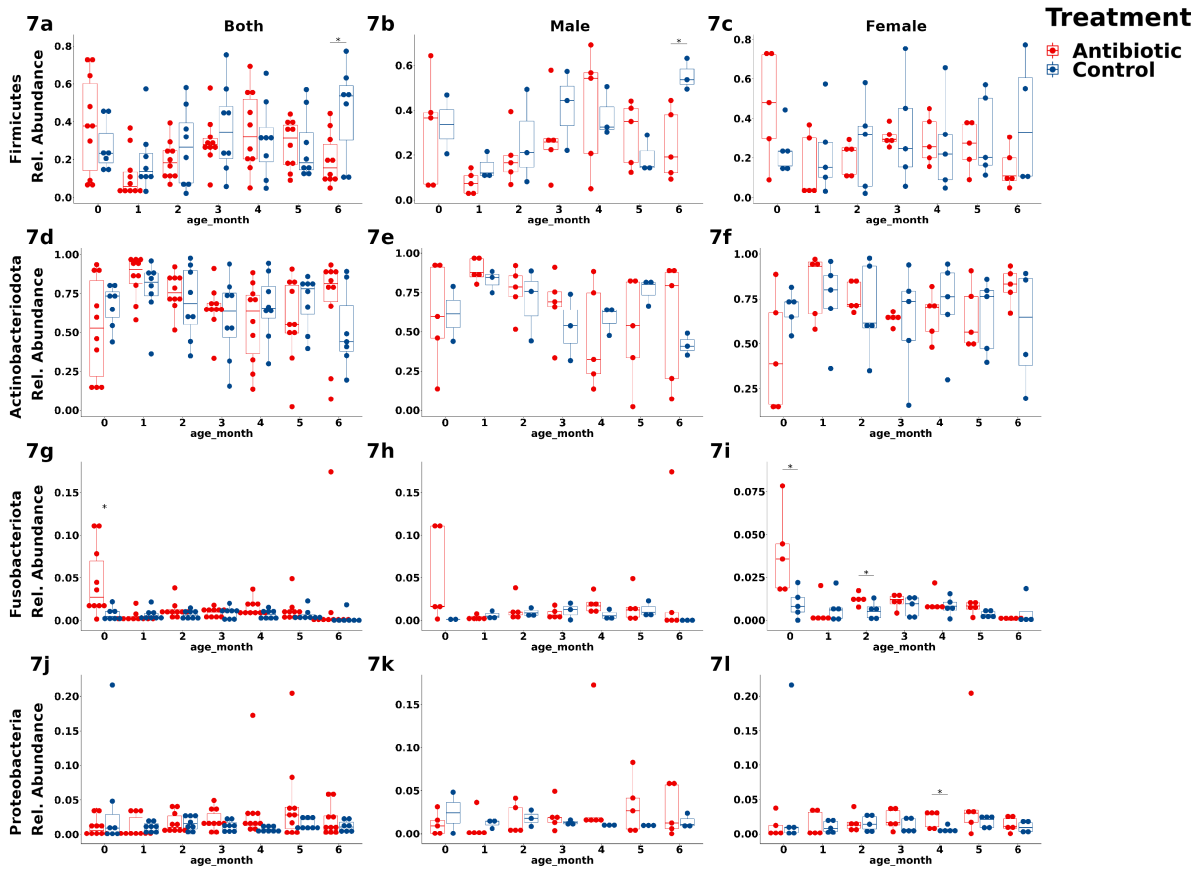 7a Both 7b Male 7c Female Treatment
Antibiotic
Control
Firmicutes
Rel. Abundance
0.8 0.6 0.4 0.2 0.0
*
0 1 2 3 4 5 6
age_month
0.6 0.4 0.2 0.0
*
0 1 2 3 4 5 6
age_month
0.8 0.6 0.4 0.2 0.0
0 1 2 3 4 5 6
age_month
7d 7e 7f
Actinobacteriodota
Rel. Abundance
1.00 0.75 0.50 0.25 0.00
0 1 2 3 4 5 6
age_month
1.00 0.75 0.50 0.25 0.00
0 1 2 3 4 5 6
age_month
1.00 0.75 0.50 0.25
0 1 2 3 4 5 6
age_month
7g 7h 7i
Fusobacteriota
Rel. Abundance
0.15 0.10 0.05 0.00
*
0 1 2 3 4 5 6
age_month
0.15 0.10 0.05 0.00
0 1 2 3 4 5 6
age_month
0.075 0.050 0.025 0.000
* *
0 1 2 3 4 5 6
age_month
7j 7k 7l
Proteobacteria
Rel. Abundance
0.20 0.15 0.10 0.05 0.00
0 1 2 3 4 5 6
age_month
0.15 0.10 0.05 0.00
0 1 2 3 4 5 6
age_month
0.20 0.15 0.10 0.05 0.00
*
0 1 2 3 4 5 6
age_month